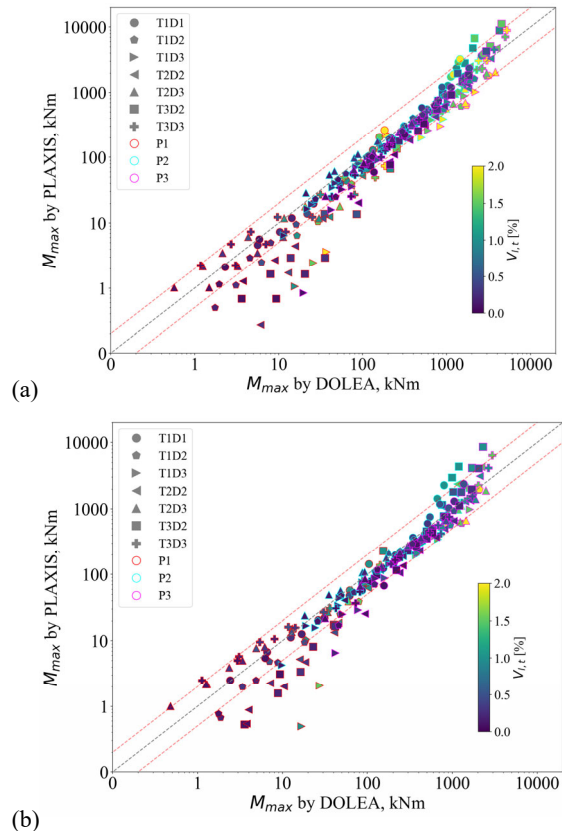 (a)
M_max by PLAXIS, kNm
10000
1000
100
10
1
0
T1D1
T1D2
T1D3
T2D2
T2D3
T3D2
T3D3
P1
P2
P3
2.0
1.5
1.0
0.5
0.0
V_l,t [%]
0 1 10 100 1000 10000
M_max by DOLEA, kNm
(b)
M_max by PLAXIS, kNm
10000
1000
100
10
1
0
T1D1
T1D2
T1D3
T2D2
T2D3
T3D2
T3D3
P1
P2
P3
2.0
1.5
1.0
0.5
0.0
V_l,t [%]
0 1 10 100 1000 10000
M_max by DOLEA, kNm